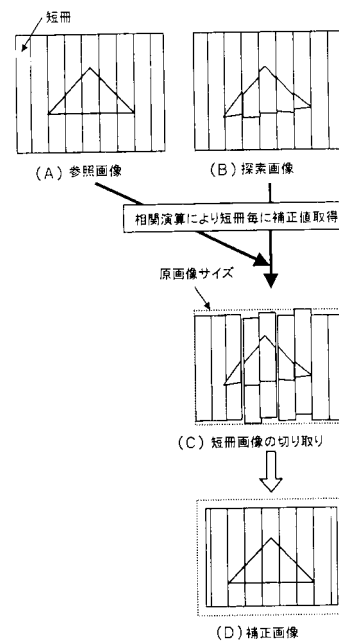 短冊
(A) 参照画像
(B) 探索画像
相関演算により短冊毎に補正値取得
原画像サイズ
(C) 短冊画像の切り取り
(D) 補正画像